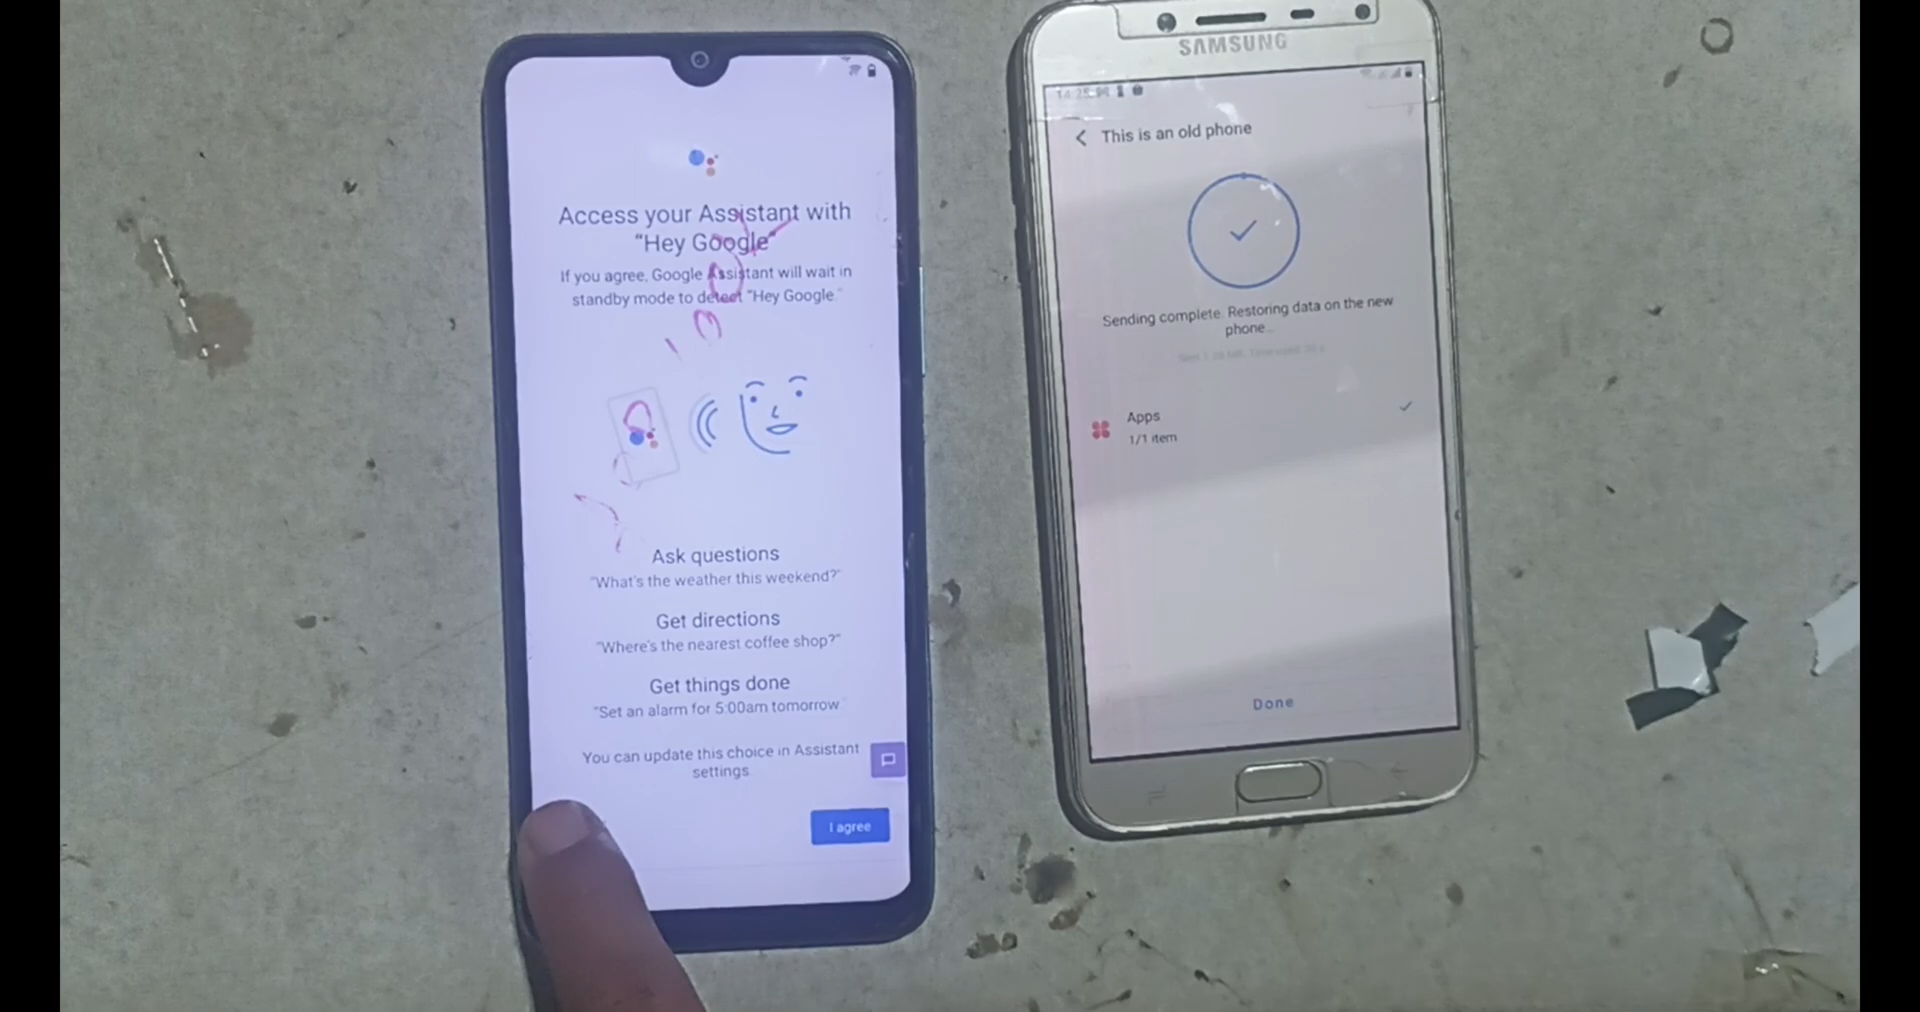 Access your Assistant with
“Hey Google”
If you agree, Google Assistant will wait in
standby mode to detect “Hey Google.”
Ask questions
“What's the weather this weekend?”
Get directions
“Where's the nearest coffee shop?”
Get things done
“Set an alarm for 5:00am tomorrow”
You can update this choice in Assistant
settings.
I agree
SAMSUNG
This is an old phone
Sending complete. Restoring data on the new
phone...
Apps
1/1 item
Done